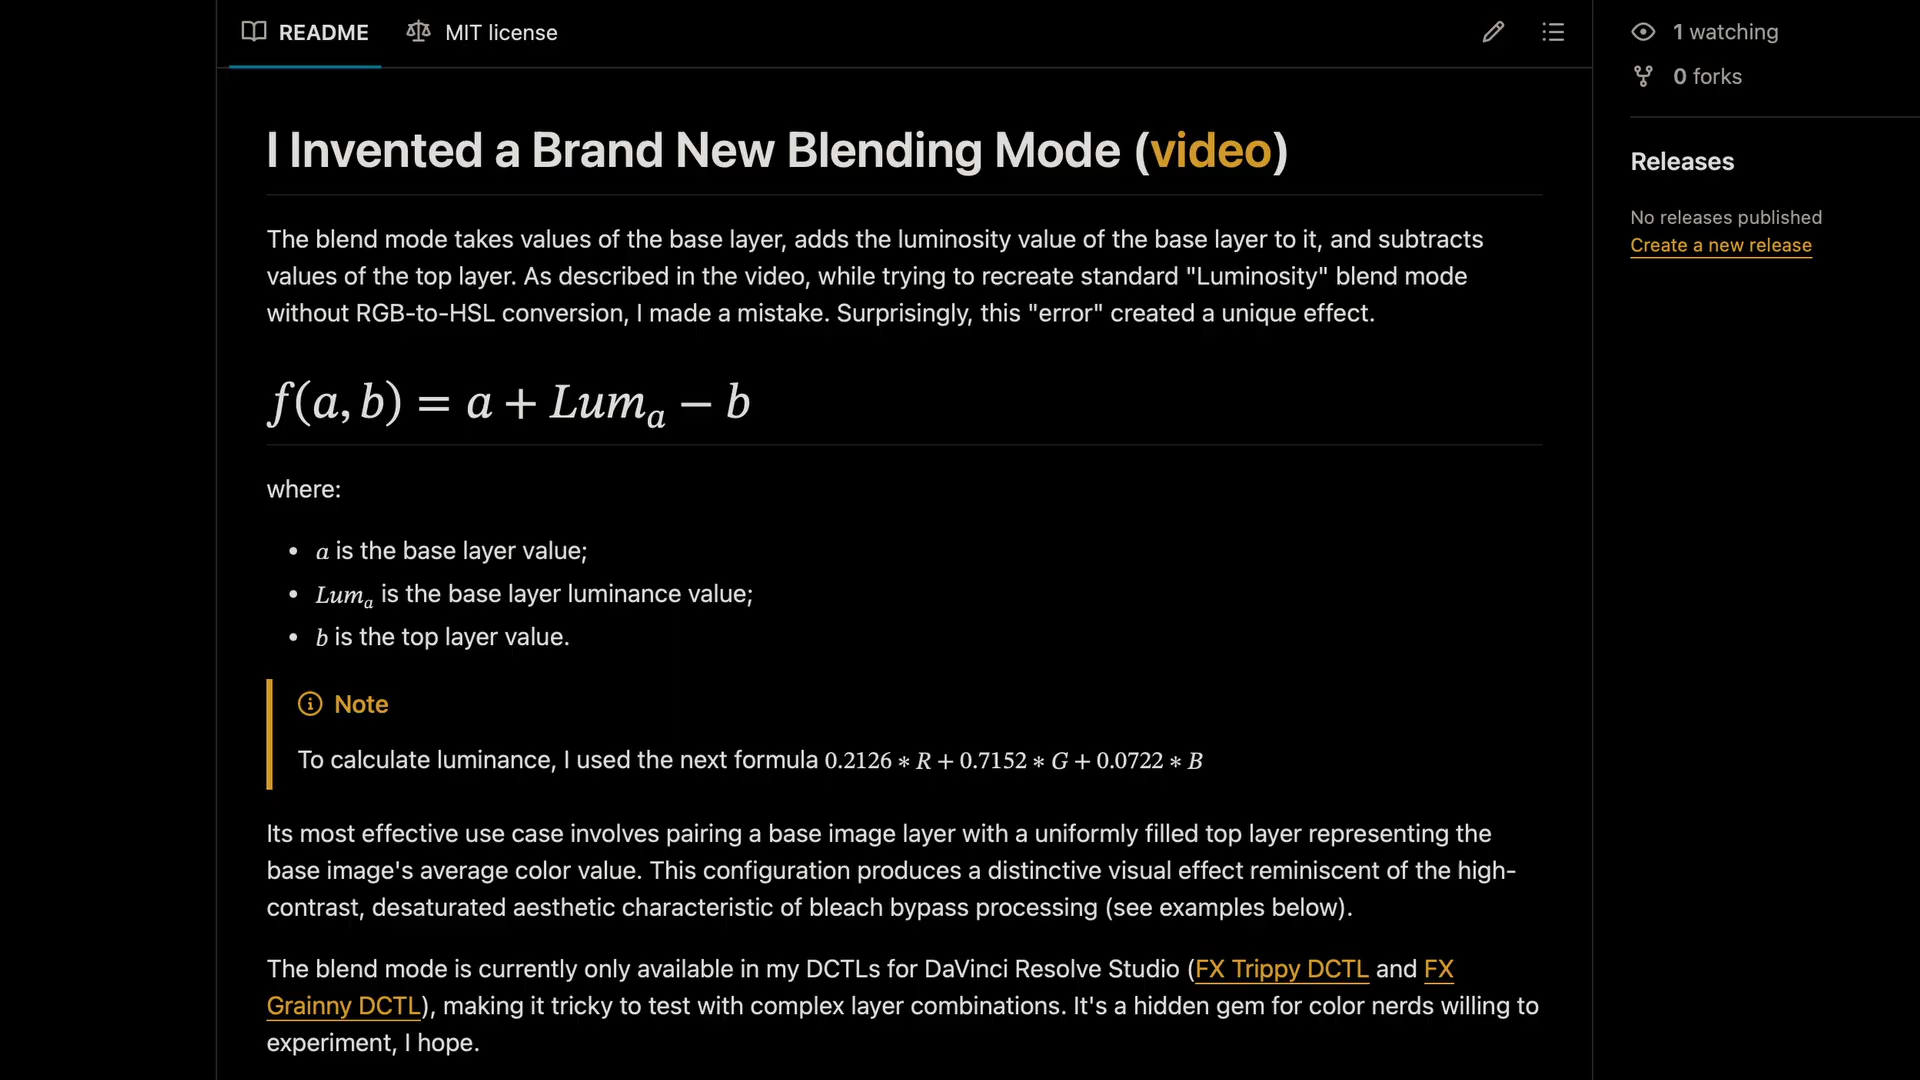 README
MIT license
1 watching
0 forks
I Invented a Brand New Blending Mode (video)
Releases
No releases published
Create a new release
The blend mode takes values of the base layer, adds the luminosity value of the base layer to it, and subtracts
values of the top layer. As described in the video, while trying to recreate standard "Luminosity" blend mode
without RGB-to-HSL conversion, I made a mistake. Surprisingly, this "error" created a unique effect.
f(a, b) = a + Lumₐ − b
where:
• a is the base layer value;
• Lumₐ is the base layer luminance value;
• b is the top layer value.
Note
To calculate luminance, I used the next formula 0.2126 ∗ R + 0.7152 ∗ G + 0.0722 ∗ B
Its most effective use case involves pairing a base image layer with a uniformly filled top layer representing the
base image's average color value. This configuration produces a distinctive visual effect reminiscent of the high-
contrast, desaturated aesthetic characteristic of bleach bypass processing (see examples below).
The blend mode is currently only available in my DCTLs for DaVinci Resolve Studio (FX Trippy DCTL and FX
Grainny DCTL), making it tricky to test with complex layer combinations. It's a hidden gem for color nerds willing to
experiment, I hope.